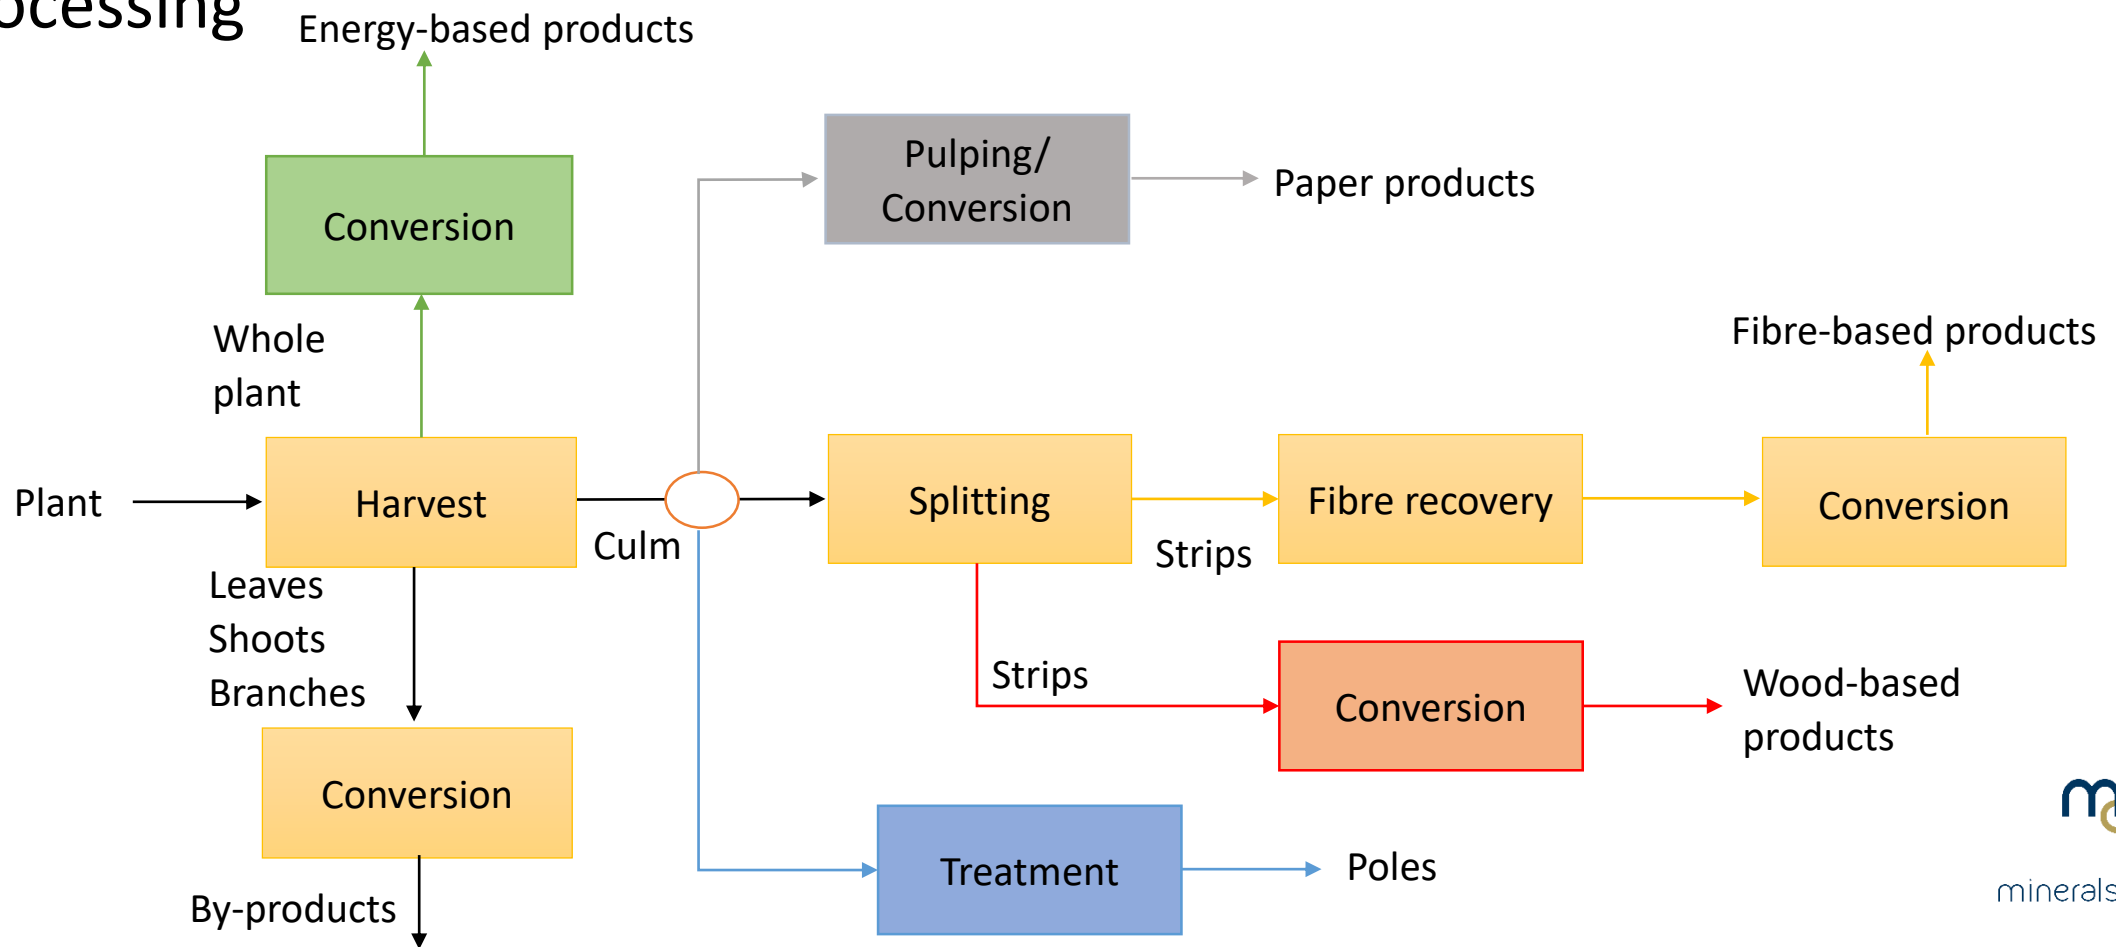 Energy-based products
Conversion
Pulping/
Conversion
Paper products
Whole
plant
Fibre-based products
Plant
Harvest
Culm
Splitting
Strips
Fibre recovery
Conversion
Leaves
Shoots
Branches
Strips
Conversion
Wood-based
products
Conversion
Treatment
Poles
By-products
minerals